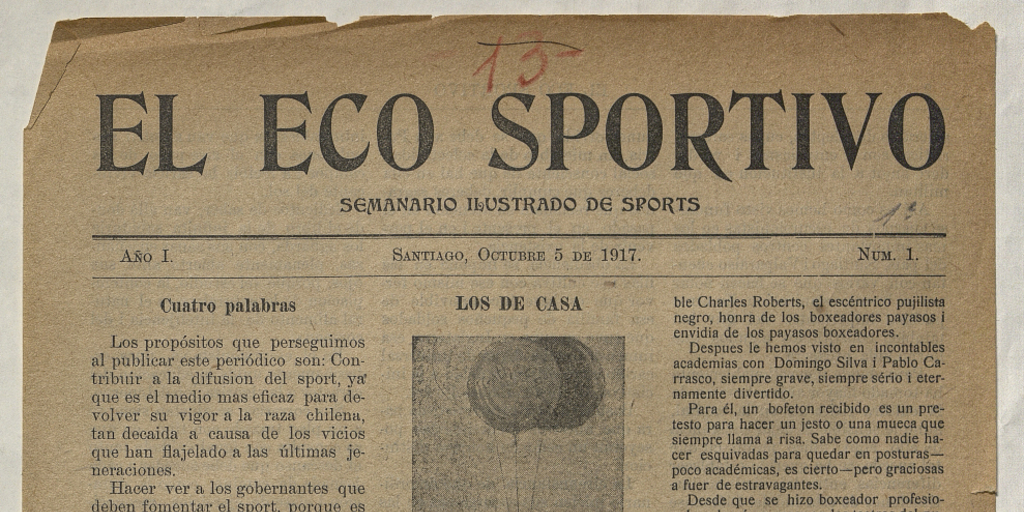 15
EL ECO SPORTIVO
SEMANARIO ILUSTRADO DE SPORTS
13
Año I.
Santiago, Octubre 5 de 1917.
Num. 1.
Cuatro palabras
Los propósitos que perseguimos
al publicar este periódico son: Con-
tribuir a la difusion del sport, ya
que es el medio mas eficaz para de-
volver su vigor a la raza chilena,
tan decaida a causa de los vicios
que han flajelado a las últimas je-
neraciones.
Hacer ver a los gobernantes que
deben fomentar el sport, porque es
LOS DE CASA
ble Charles Roberts, el escéntrico pujilista
negro, honra de los boxeadores payasos i
envidia de los payasos boxeadores.
Despues le hemos visto en incontables
academias con Domingo Silva i Pablo Ca-
rrasco, siempre grave, siempre sério i eter-
namente divertido.
Para él, un bofeton recibido es un pre-
testo para hacer un jesto o una mueca que
siempre llama a risa. Sabe como nadie ha-
cer esquivadas para quedar en posturas—
poco académicas, es cierto—pero graciosas
a fuer de estravagantes.
Desde que se hizo boxeador profesio-